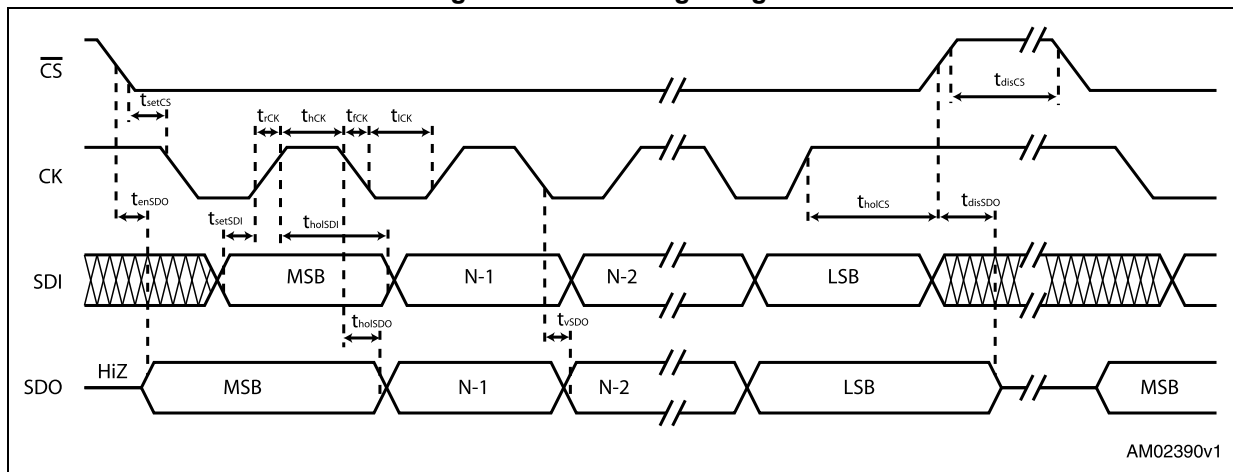 CS
tsetCS
trCK thCK tfCK tlCK
tdisCS
CK
tenSDO
tsetSDI
tholSDI
tholCS
tdisSDO
SDI
MSB
N-1
N-2
LSB
tholSDO
tvSDO
SDO
HiZ
MSB
N-1
N-2
LSB
MSB
AM02390v1